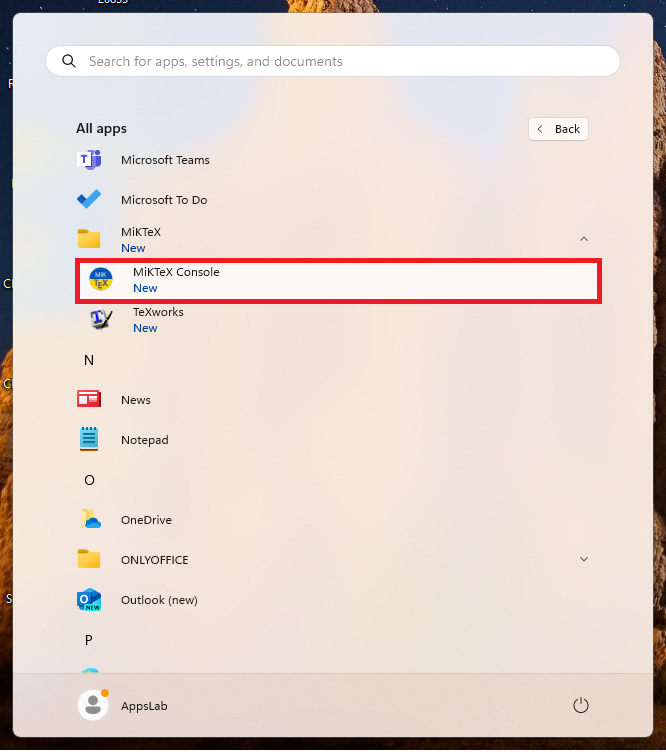 Search for apps, settings, and documents
All apps
Back
Microsoft Teams
Microsoft To Do
MiKTeX
New
MiKTeX Console
New
TeXworks
New
N
News
Notepad
O
OneDrive
ONLYOFFICE
Outlook (new)
P
AppsLab